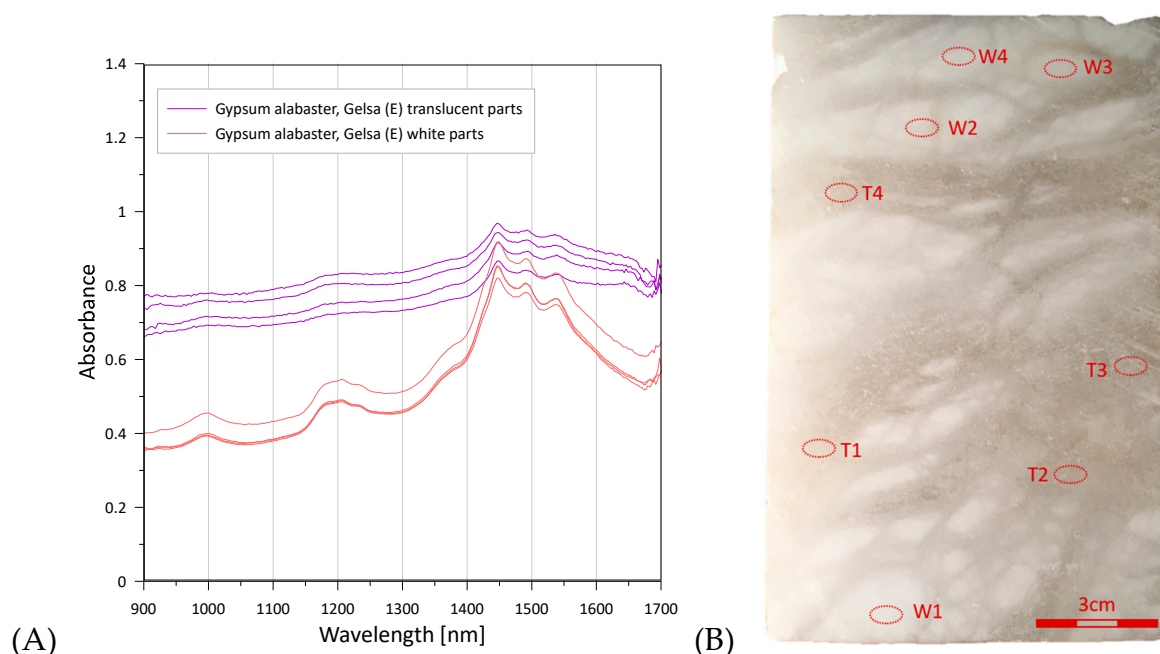 1.4
1.2
1
0.8
0.6
0.4
0.2
0
Absorbance
Gypsum alabaster, Gelsa (E) translucent parts
Gypsum alabaster, Gelsa (E) white parts
900 1000 1100 1200 1300 1400 1500 1600 1700
Wavelength [nm]
(A)
W4
W3
W2
T4
T3
T1
T2
W1
3cm
(B)